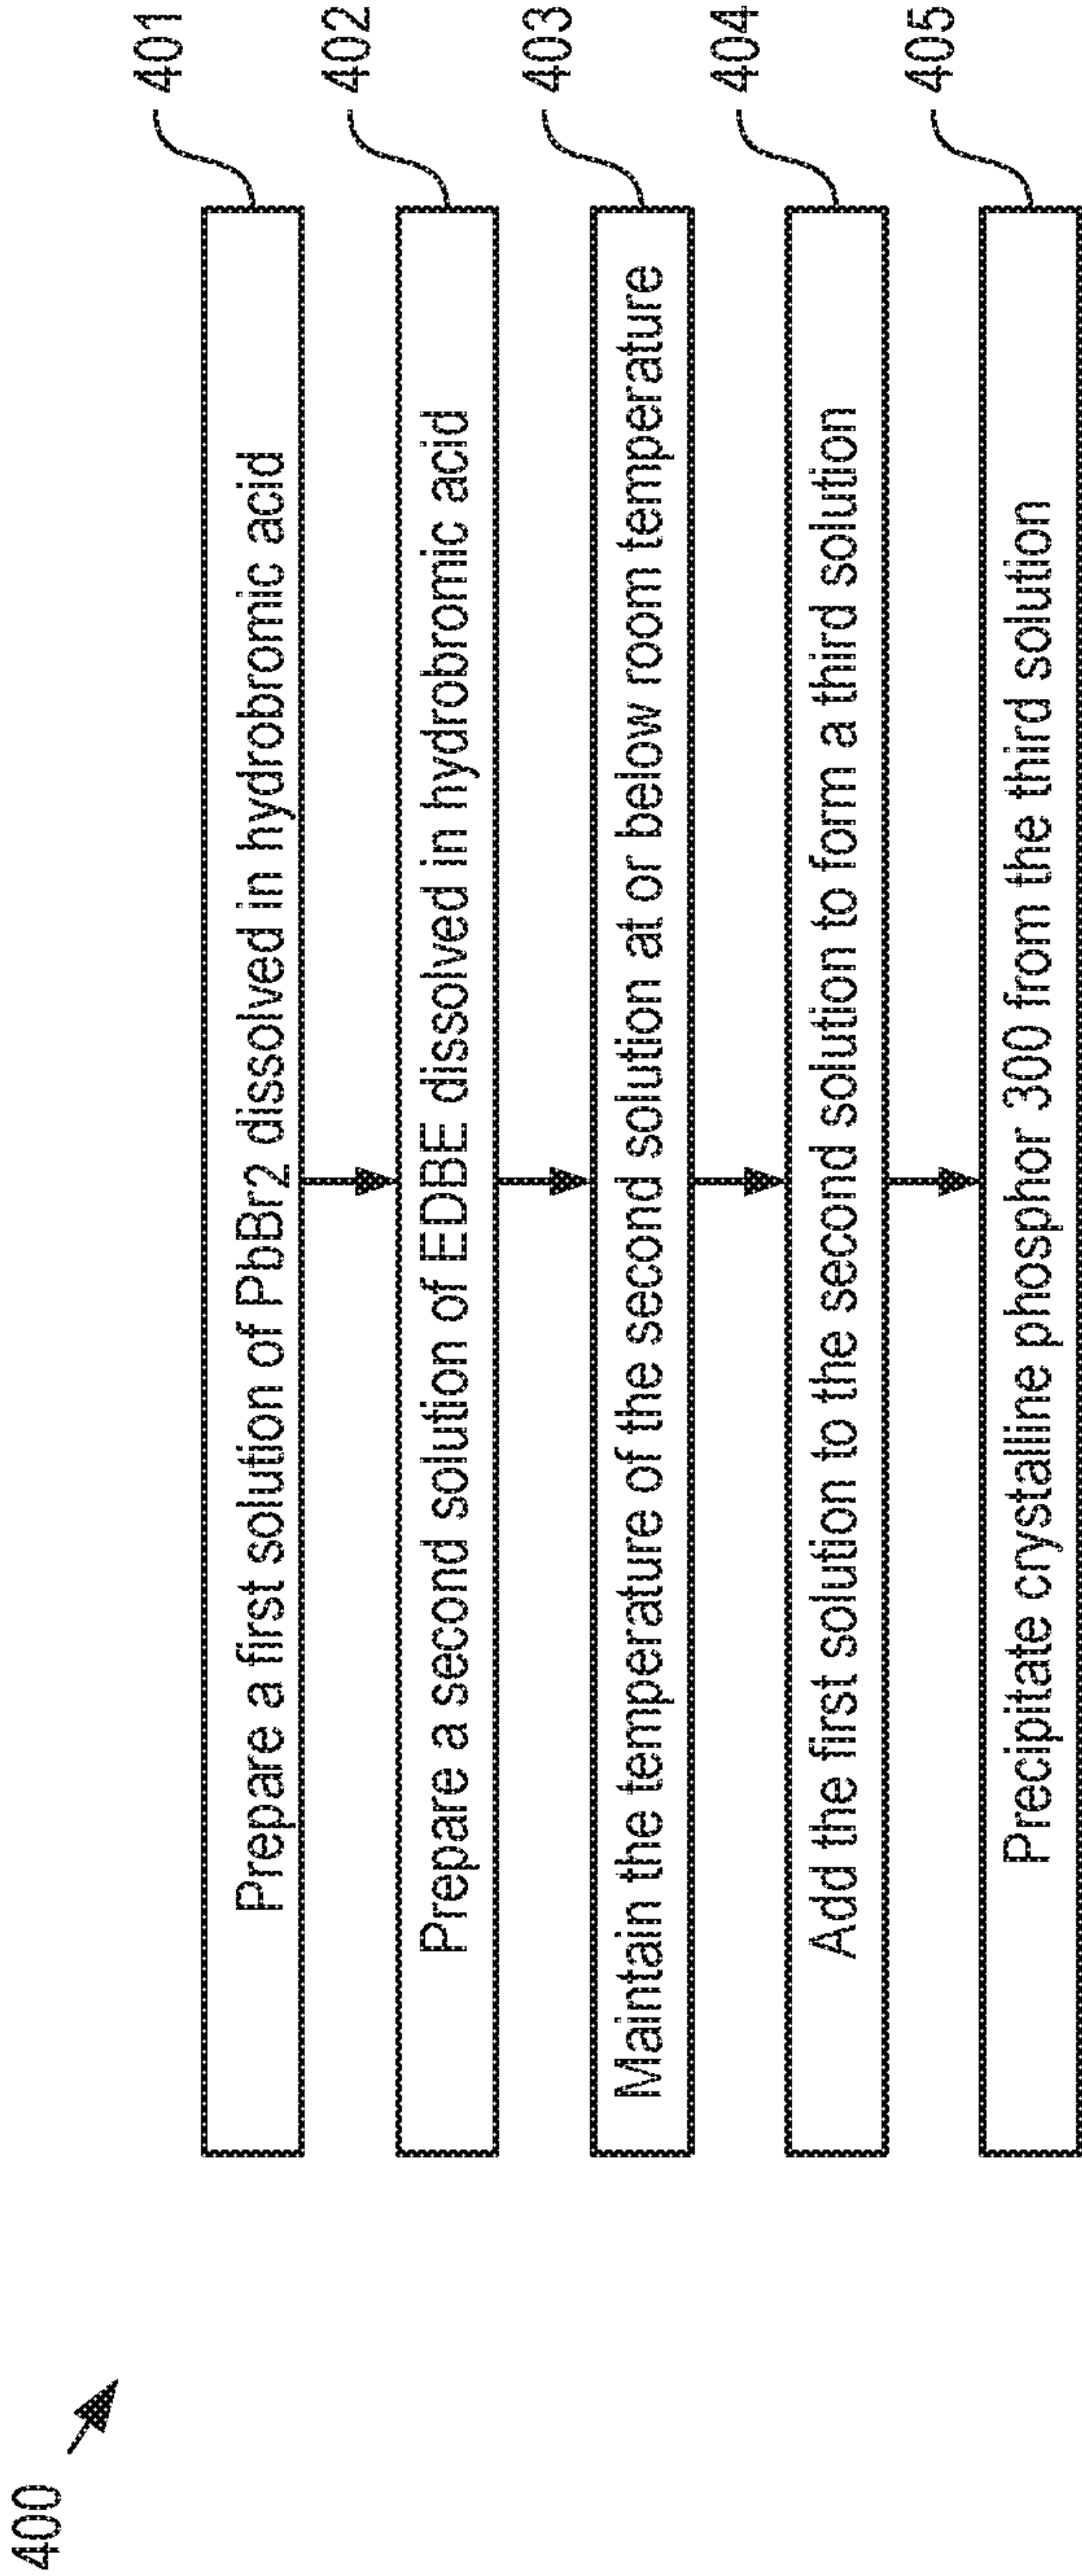 400
Prepare a first solution of PbBr2 dissolved in hydrobromic acid
401
Prepare a second solution of EDBE dissolved in hydrobromic acid
402
Maintain the temperature of the second solution at or below room temperature
403
Add the first solution to the second solution to form a third solution
404
Precipitate crystalline phosphor 300 from the third solution
405